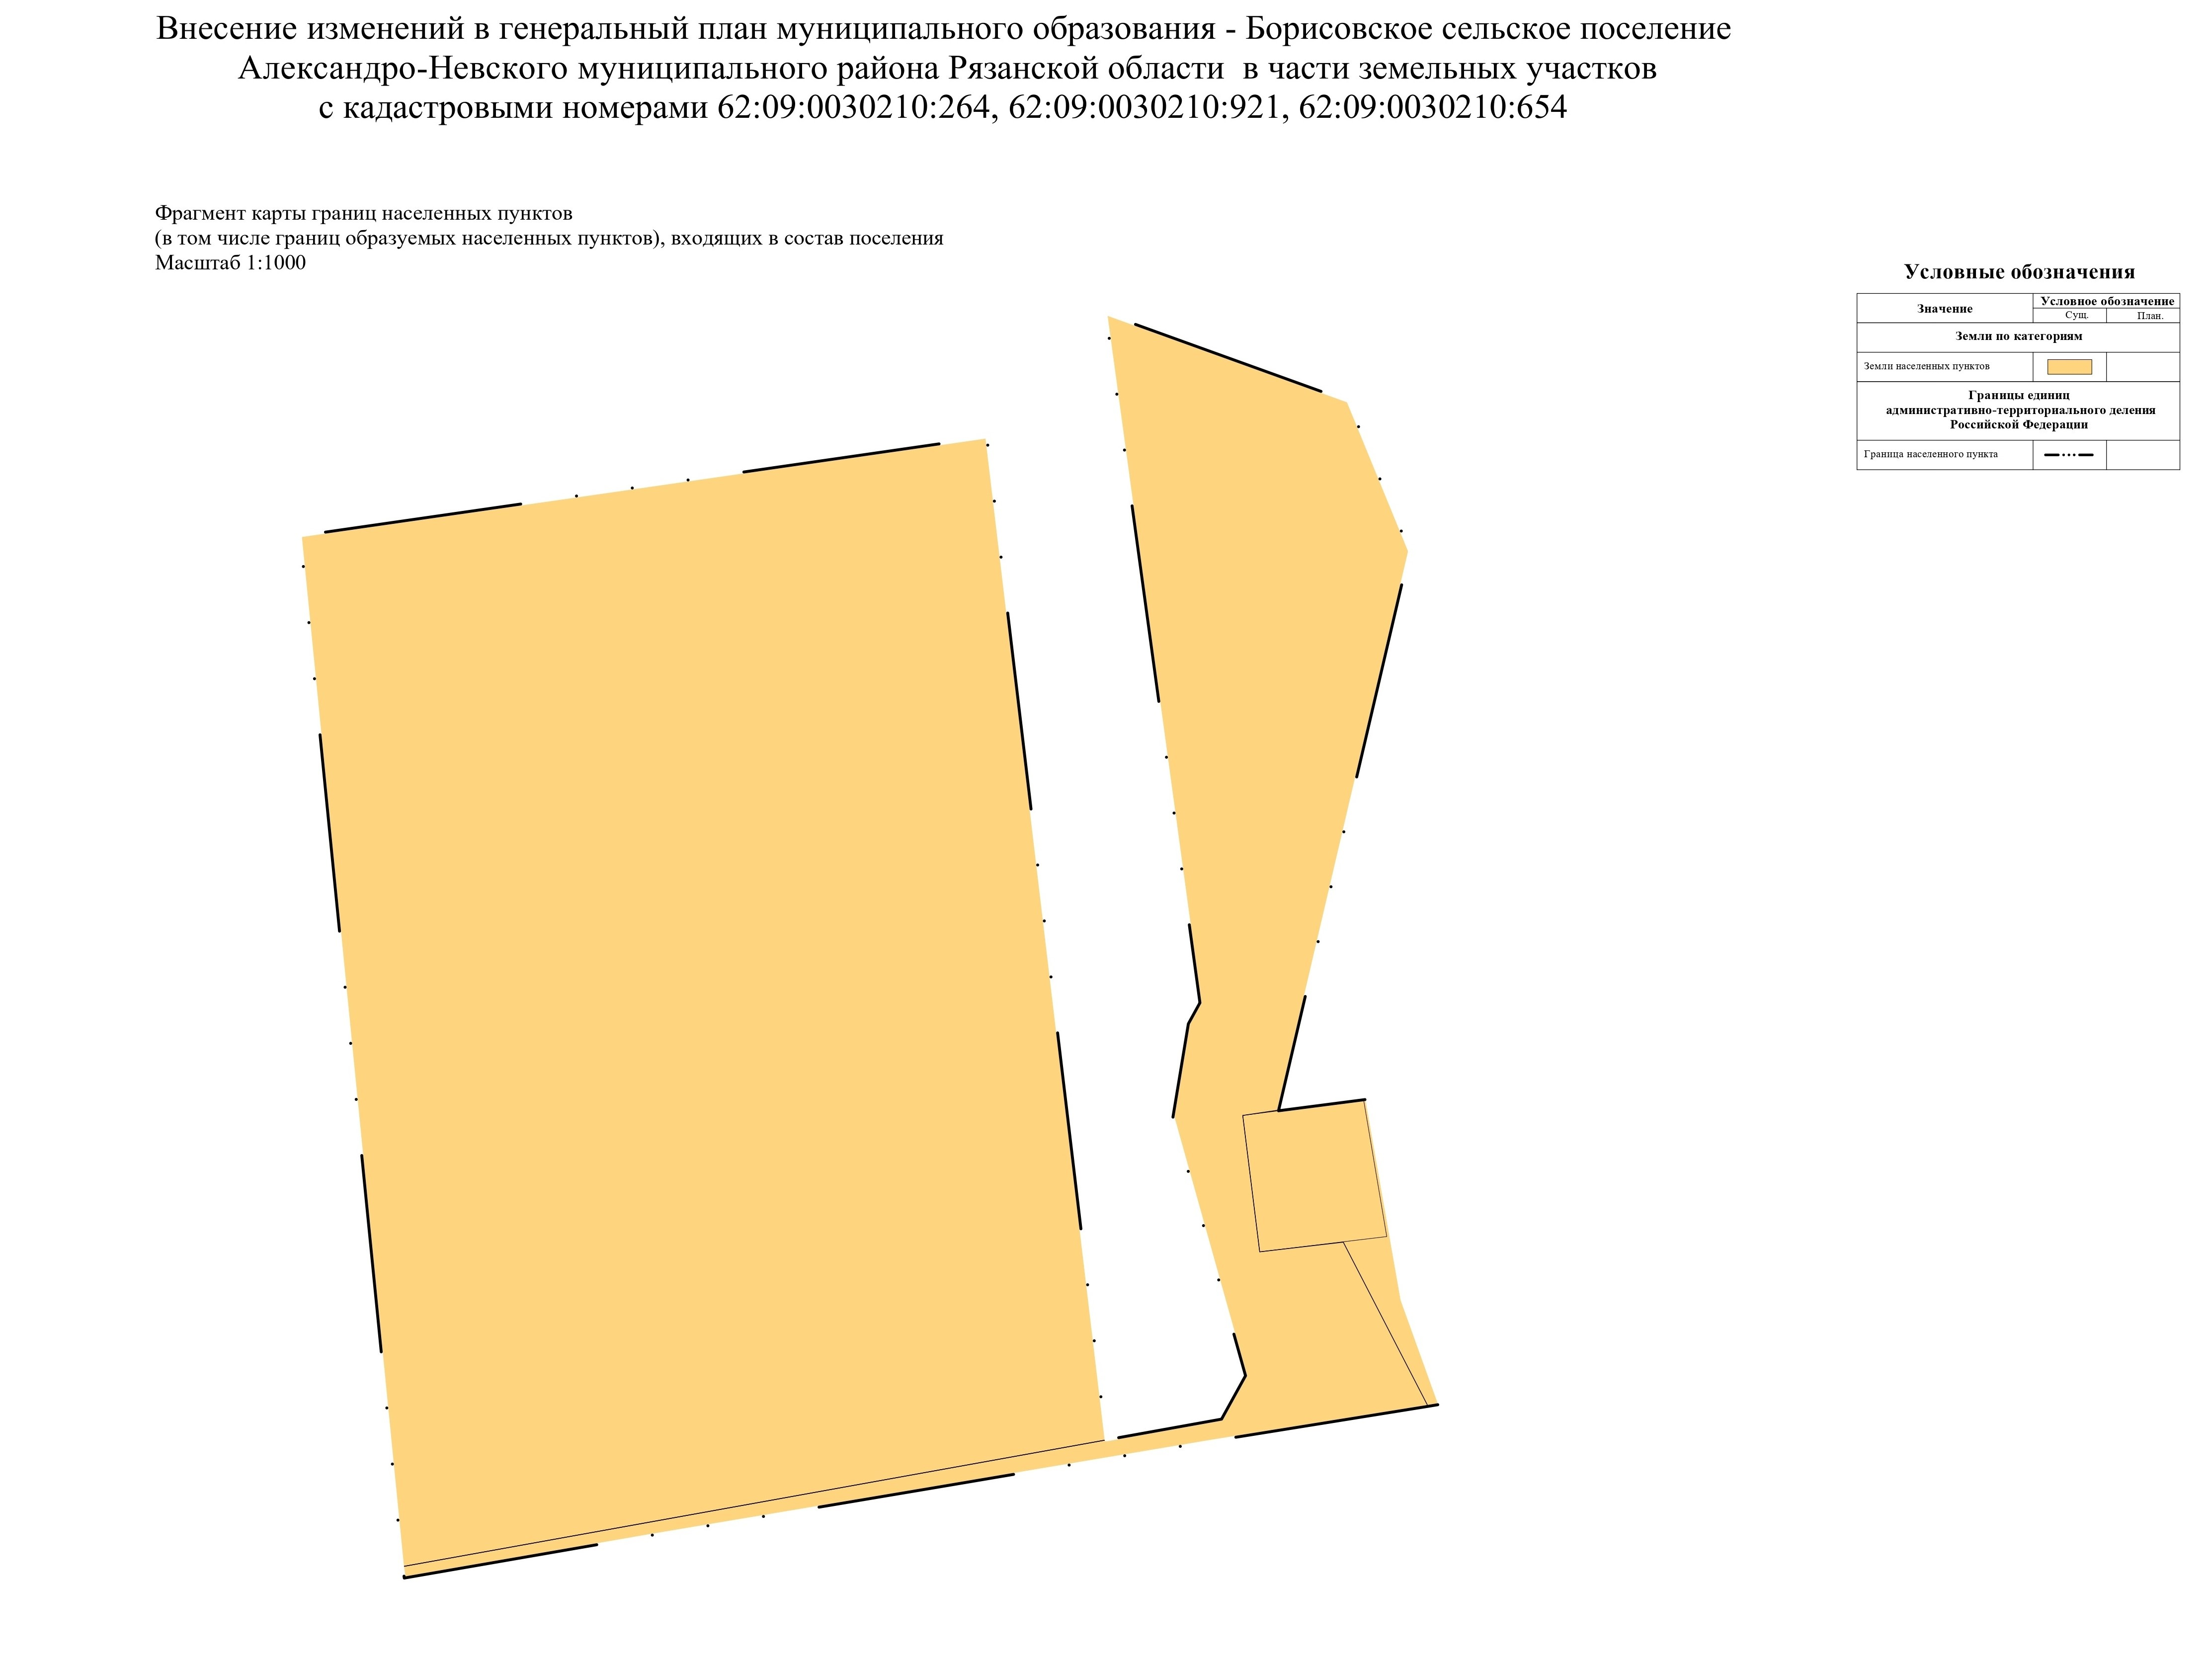 Внесение изменений в генеральный план муниципального образования - Борисовское сельское поселение
Александро-Невского муниципального района Рязанской области  в части земельных участков
с кадастровыми номерами 62:09:0030210:264, 62:09:0030210:921, 62:09:0030210:654
Фрагмент карты границ населенных пунктов
(в том числе границ образуемых населенных пунктов), входящих в состав поселения
Масштаб 1:1000
Условные обозначения
Значение
Условное обозначение
Сущ.
План.
Земли по категориям
Земли населенных пунктов
Границы единиц
административно-территориального деления
Российской Федерации
Граница населенного пункта